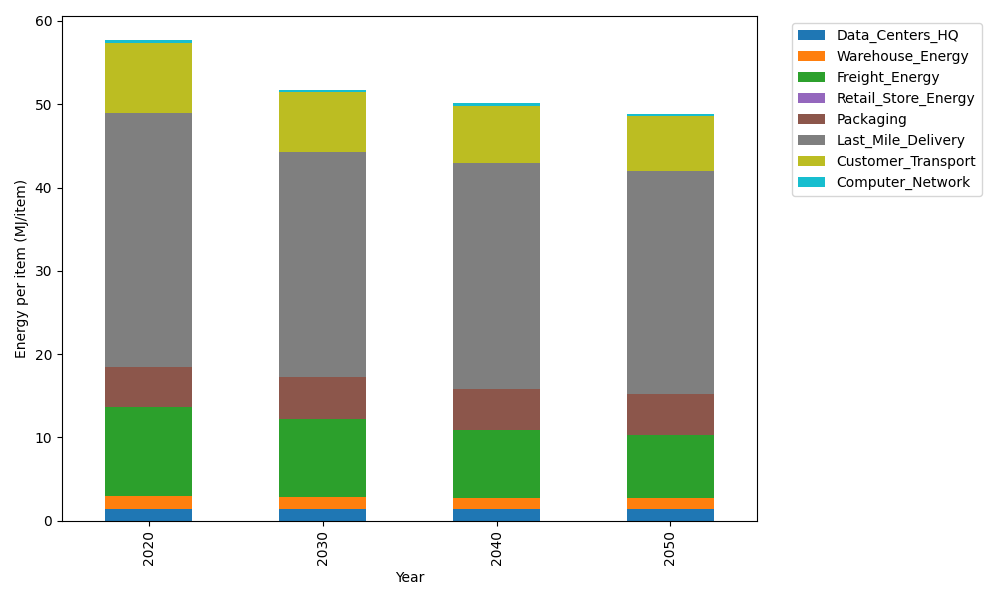 60
50
40
30
20
10
0
Energy per item (MJ/item)
2020
2030
2040
2050
Year
Data_Centers_HQ
Warehouse_Energy
Freight_Energy
Retail_Store_Energy
Packaging
Last_Mile_Delivery
Customer_Transport
Computer_Network